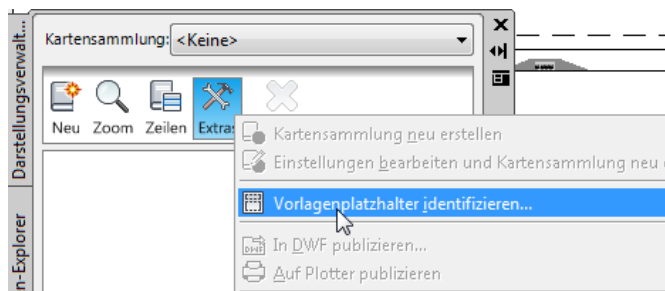 Kartensammlung: <Keine>
Neu Zoom Zeilen Extras
Kartensammlung neu erstellen
Einstellungen bearbeiten und Kartensammlung neu
Vorlagenplatzhalter identifizieren...
In DWF publizieren...
Auf Plotter publizieren
Darstellungsverwalt...
n-Explorer